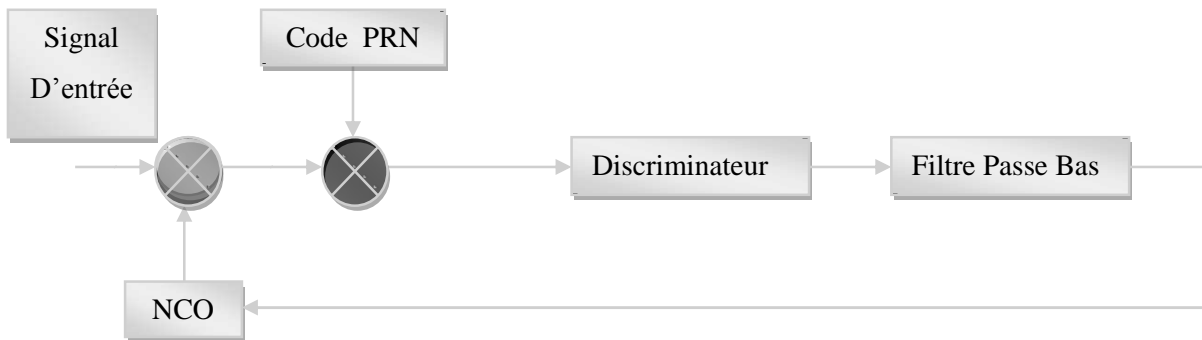 Signal
D’entrée
Code PRN
Discriminateur
Filtre Passe Bas
NCO